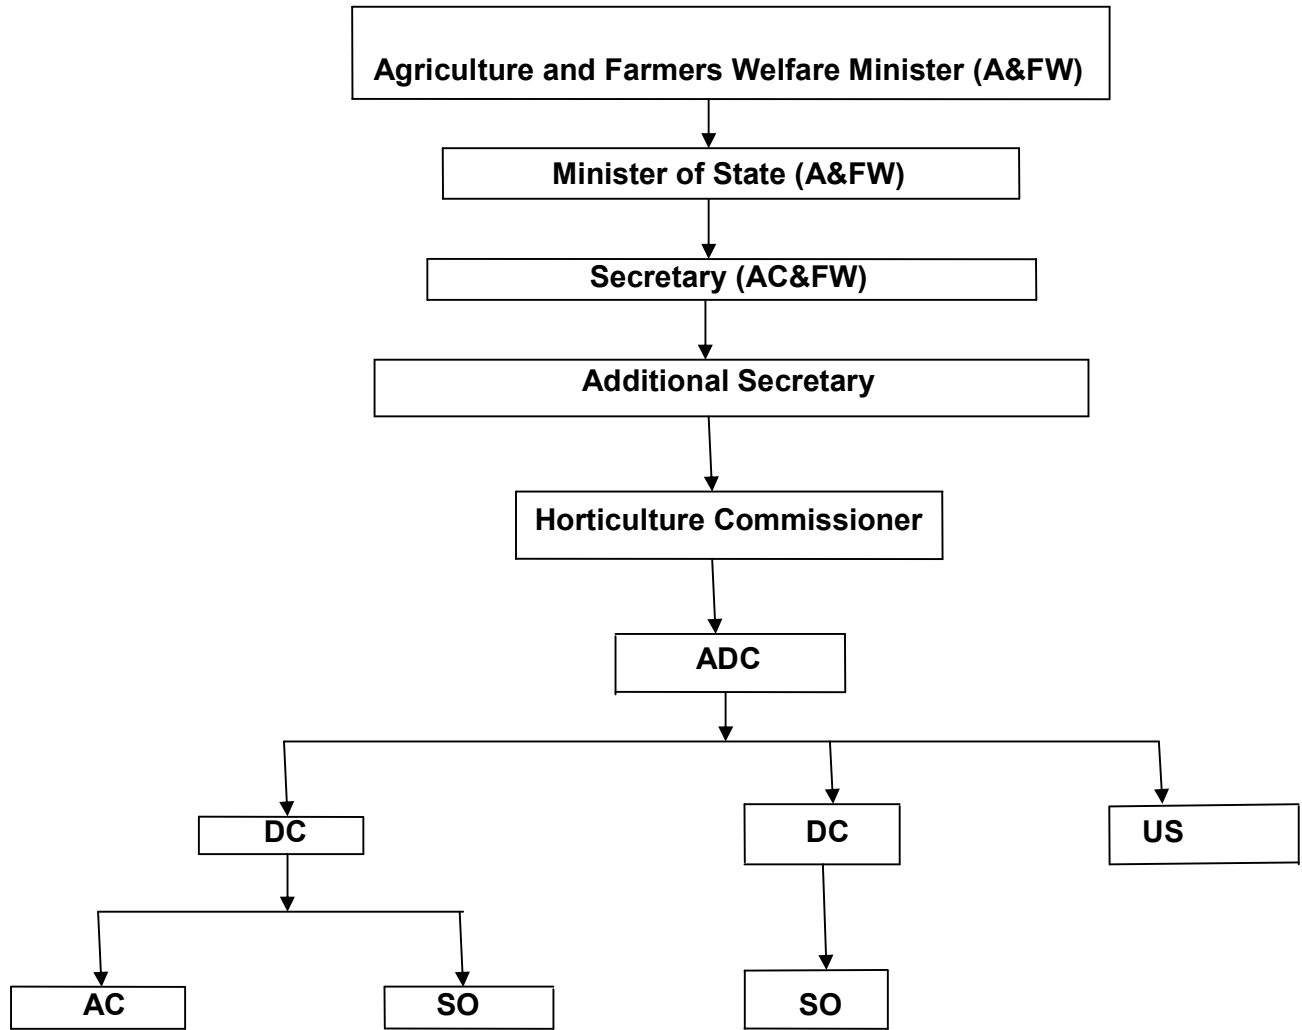 Agriculture and Farmers Welfare Minister (A&FW)
Minister of State (A&FW)
Secretary (AC&FW)
Additional Secretary
Horticulture Commissioner
ADC
DC
DC
US
AC
SO
SO